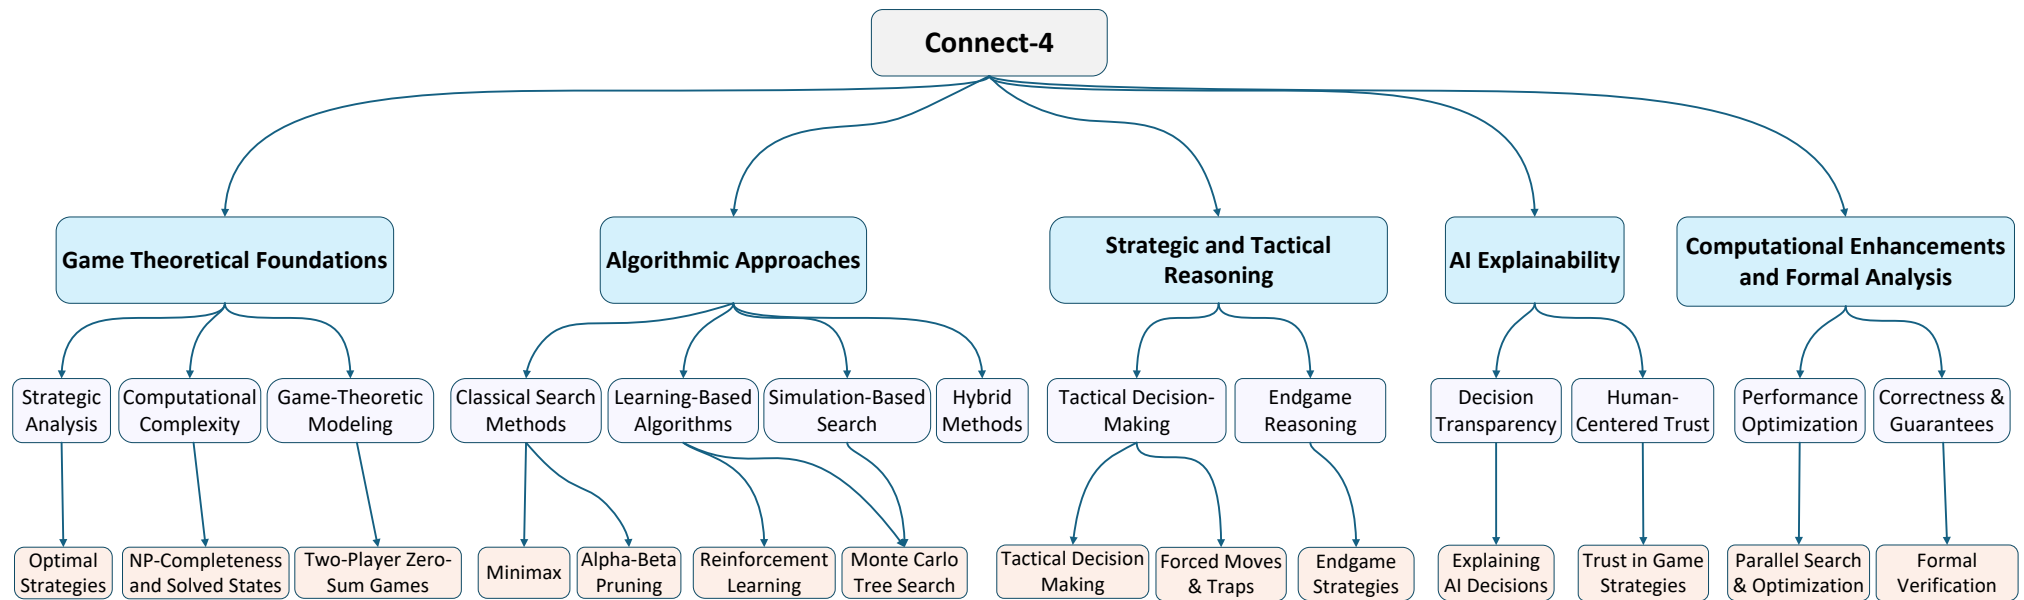 Connect-4
Game Theoretical Foundations
Algorithmic Approaches
Strategic and Tactical
Reasoning
AI Explainability
Computational Enhancements
and Formal Analysis
Strategic
Analysis
Computational
Complexity
Game-Theoretic
Modeling
Classical Search
Methods
Learning-Based
Algorithms
Simulation-Based
Search
Hybrid
Methods
Tactical Decision-
Making
Endgame
Reasoning
Decision
Transparency
Human-
Centered Trust
Performance
Optimization
Correctness &
Guarantees
Optimal
Strategies
NP-Completeness
and Solved States
Two-Player Zero-
Sum Games
Minimax
Alpha-Beta
Pruning
Reinforcement
Learning
Monte Carlo
Tree Search
Tactical Decision
Making
Forced Moves
& Traps
Endgame
Strategies
Explaining
AI Decisions
Trust in Game
Strategies
Parallel Search
& Optimization
Formal
Verification